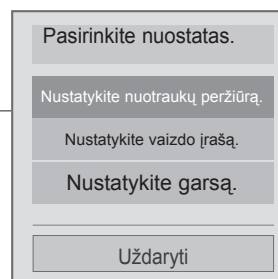 Pasirinkite nuostatas.
Nustatykite nuotraukų peržiūrą.
Nustatykite vaizdo įrašą.
Nustatykite garsą.
Uždaryti